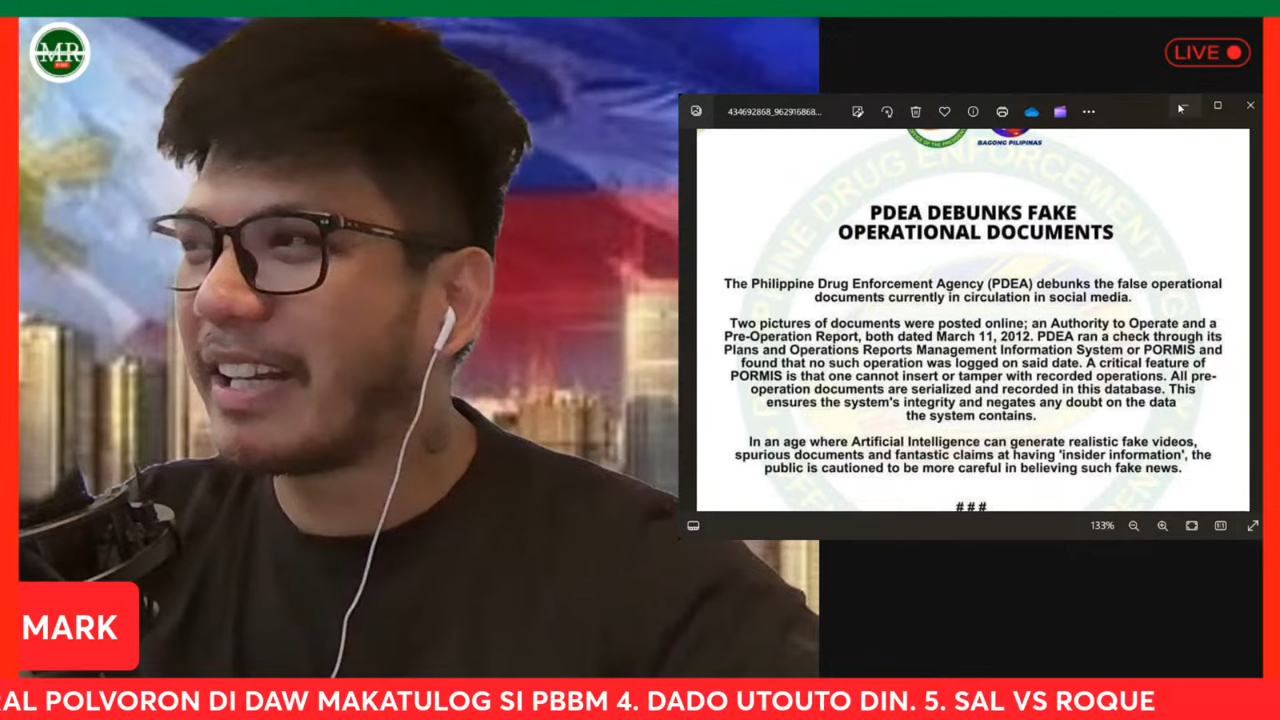 MR
LIVE
434692868_962916868...
BAGONG PILIPINAS
PDEA DEBUNKS FAKE
OPERATIONAL DOCUMENTS
The Philippine Drug Enforcement Agency (PDEA) debunks the false operational
documents currently in circulation in social media.
Two pictures of documents were posted online; an Authority to Operate and a
Pre-Operation Report, both dated March 11, 2012. PDEA ran a check through its
Plans and Operations Reports Management Information System or PORMIS and
found that no such operation was logged on said date. A critical feature of
PORMIS is that one cannot insert or tamper with recorded operations. All pre-
operation documents are serialized and recorded in this database. This
ensures the system's integrity and negates any doubt on the data
the system contains.
In an age where Artificial Intelligence can generate realistic fake videos,
spurious documents and fantastic claims at having 'insider information', the
public is cautioned to be more careful in believing such fake news.
###
133%
MARK
RAL POLVORON DI DAW MAKATULOG SI PBBM 4. DADO UTOUTO DIN. 5. SAL VS ROQUE